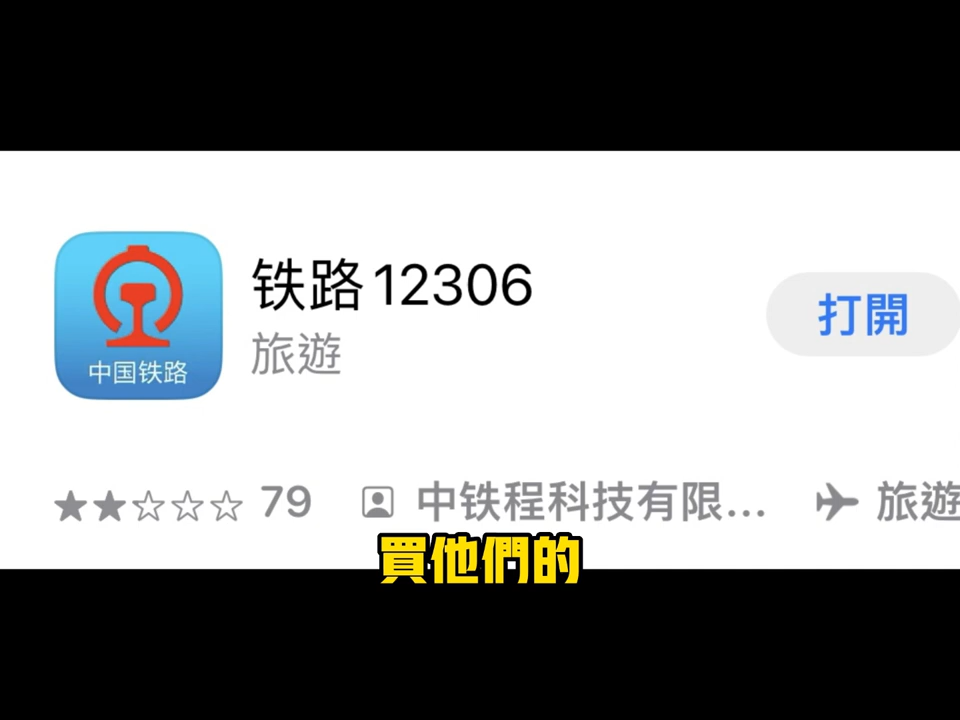 铁路12306
旅遊
打開
中国铁路
79
中铁程科技有限...
旅遊
買他們的